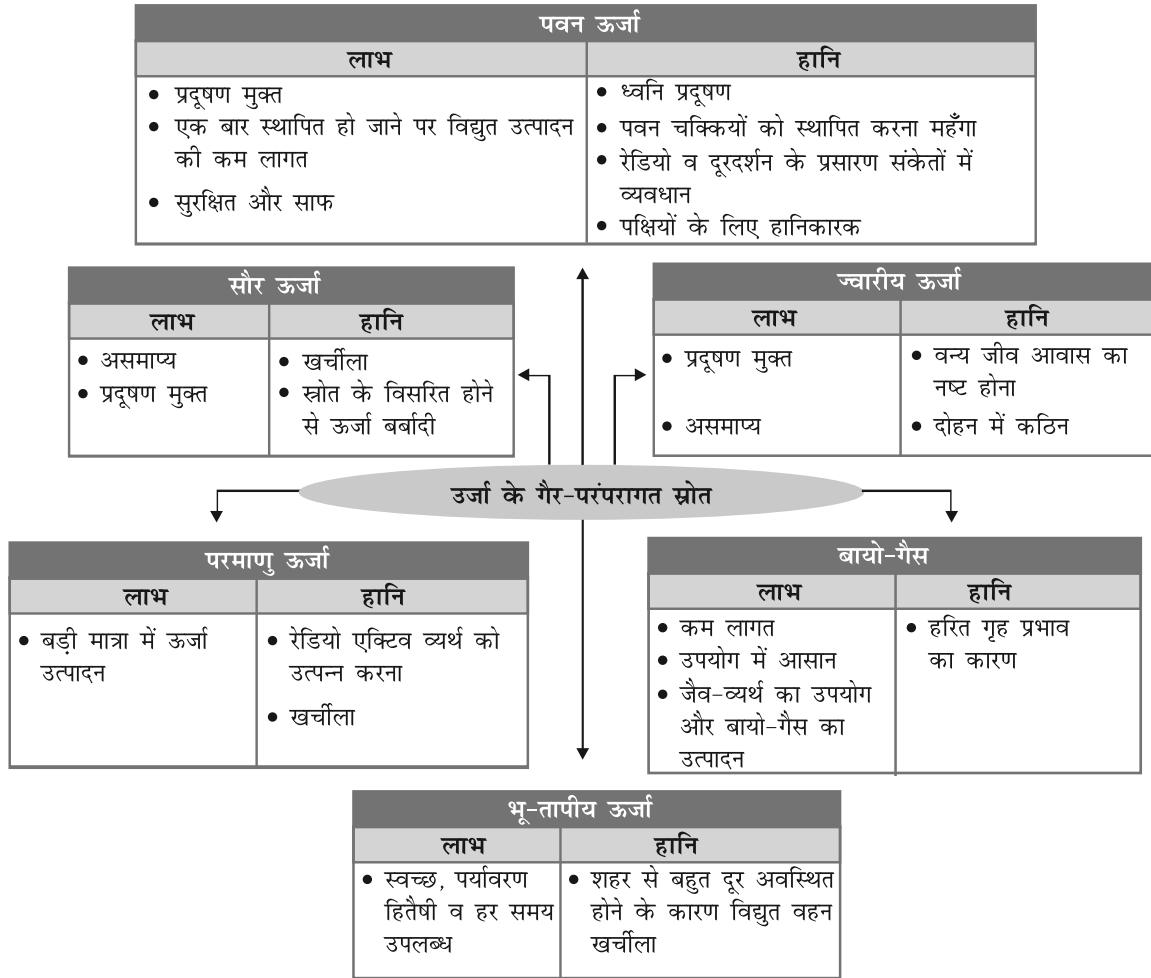 पवन ऊर्जा
लाभ
हानि
• प्रदूषण मुक्त
• एक बार स्थापित हो जाने पर विद्युत उत्पादन
की कम लागत
• सुरक्षित और साफ
• ध्वनि प्रदूषण
• पवन चक्कियों को स्थापित करना महँगा
• रेडियो व दूरदर्शन के प्रसारण संकेतों में
व्यवधान
• पक्षियों के लिए हानिकारक
सौर ऊर्जा
लाभ
हानि
• असमाप्य
• प्रदूषण मुक्त
• खर्चीला
• स्रोत के विसरित होने
से ऊर्जा बर्बादी
ज्वारीय ऊर्जा
लाभ
हानि
• प्रदूषण मुक्त
• असमाप्य
• वन्य जीव आवास का
नष्ट होना
• दोहन में कठिन
उर्जा के गैर-परंपरागत स्रोत
परमाणु ऊर्जा
लाभ
हानि
• बड़ी मात्रा में ऊर्जा
उत्पादन
• रेडियो एक्टिव व्यर्थ को
उत्पन्न करना
• खर्चीला
बायो-गैस
लाभ
हानि
• कम लागत
• उपयोग में आसान
• जैव-व्यर्थ का उपयोग
और बायो-गैस का
उत्पादन
• हरित गृह प्रभाव
का कारण
भू-तापीय ऊर्जा
लाभ
हानि
• स्वच्छ, पर्यावरण
हितैषी व हर समय
उपलब्ध
• शहर से बहुत दूर अवस्थित
होने के कारण विद्युत वहन
खर्चीला